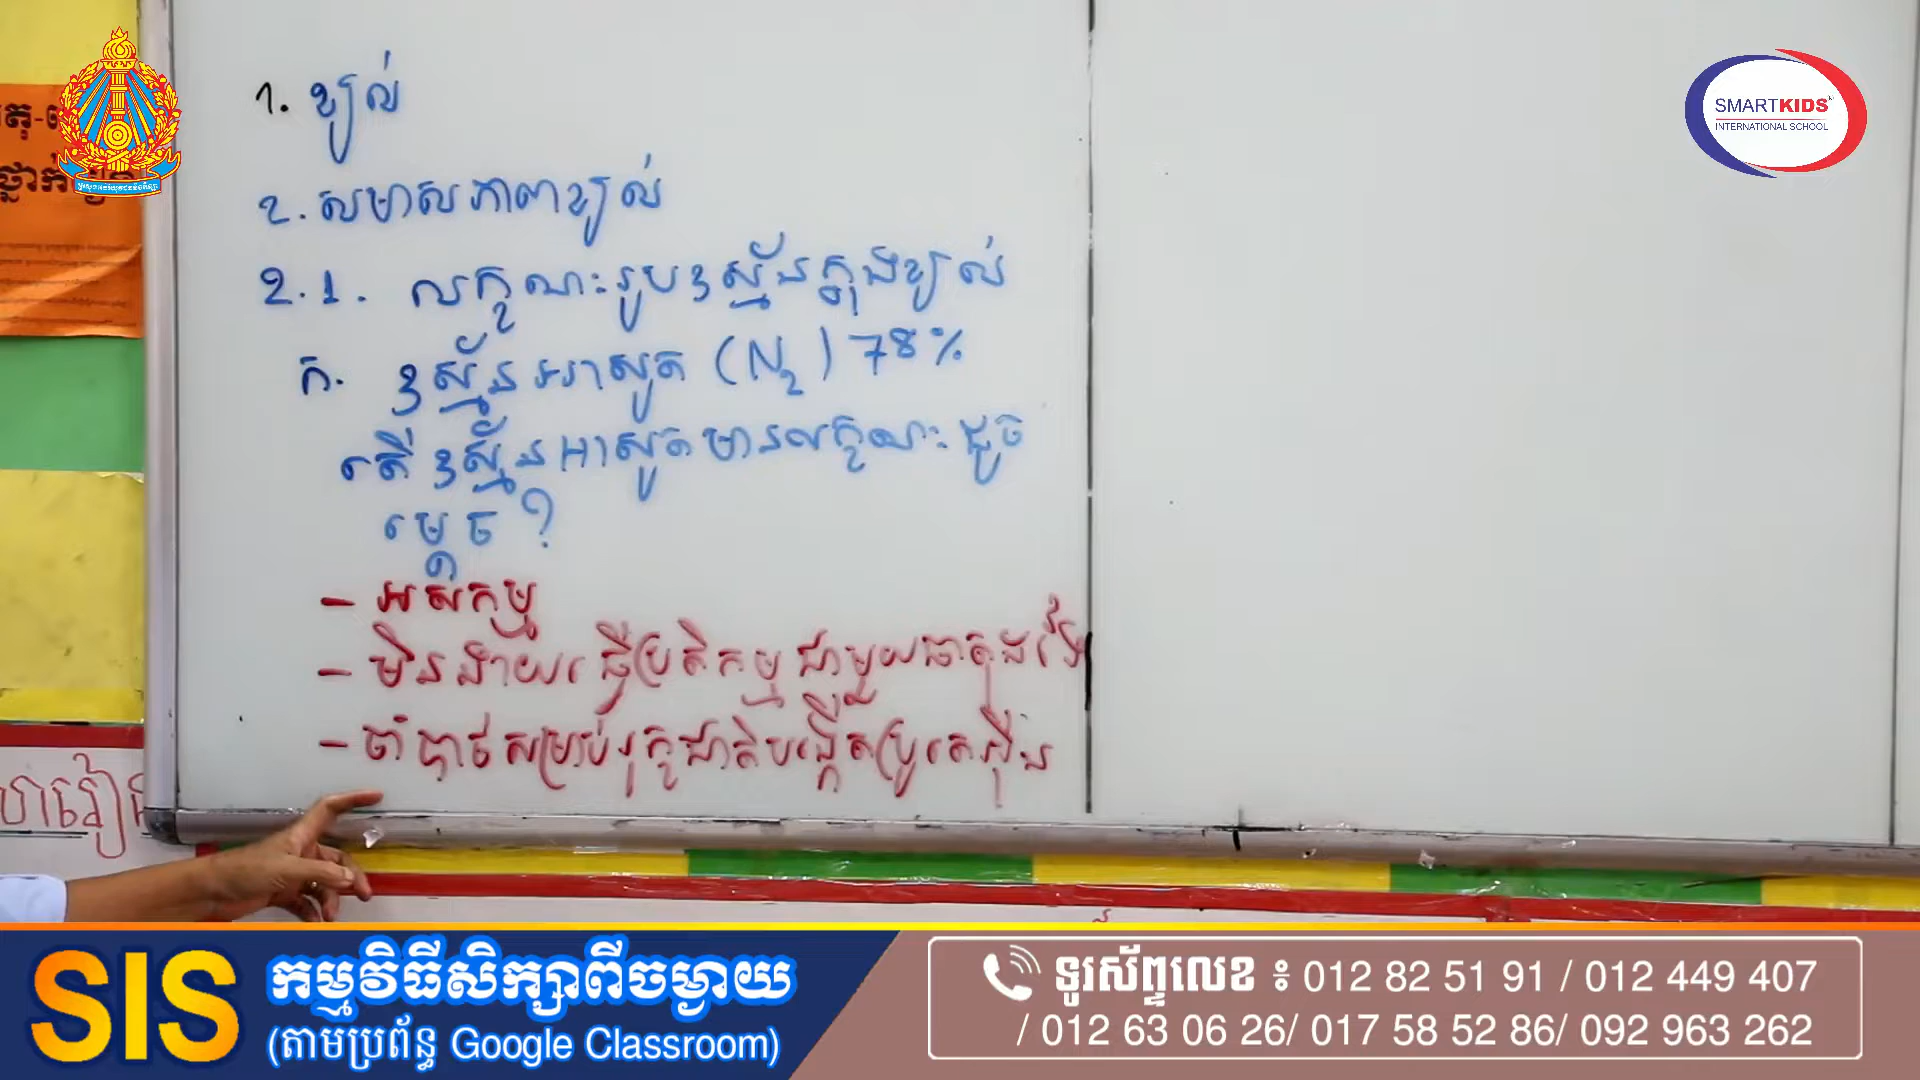 ១. ខ្យល់
២. សមាសភាពខ្យល់
2.1. លក្ខណៈរូបឧស្ម័នក្នុងខ្យល់
ក. ឧស្ម័នអាសូត (N₂) 78%
តើឧស្ម័នអាសូតមានលក្ខណៈដូច
ម្ដេច?
- អសកម្ម
- មិនងាយធ្វើប្រតិកម្មជាមួយធាតុដទៃ
- ចាំបាច់សម្រាប់រុក្ខជាតិបង្កើតប្រូតេអ៊ីន
SMARTKIDS
INTERNATIONAL SCHOOL
SIS
កម្មវិធីសិក្សាពីចម្ងាយ
(តាមប្រព័ន្ធ Google Classroom)
ទូរស័ព្ទលេខ ៖ 012 82 51 91 / 012 449 407
/ 012 63 06 26/ 017 58 52 86/ 092 963 262